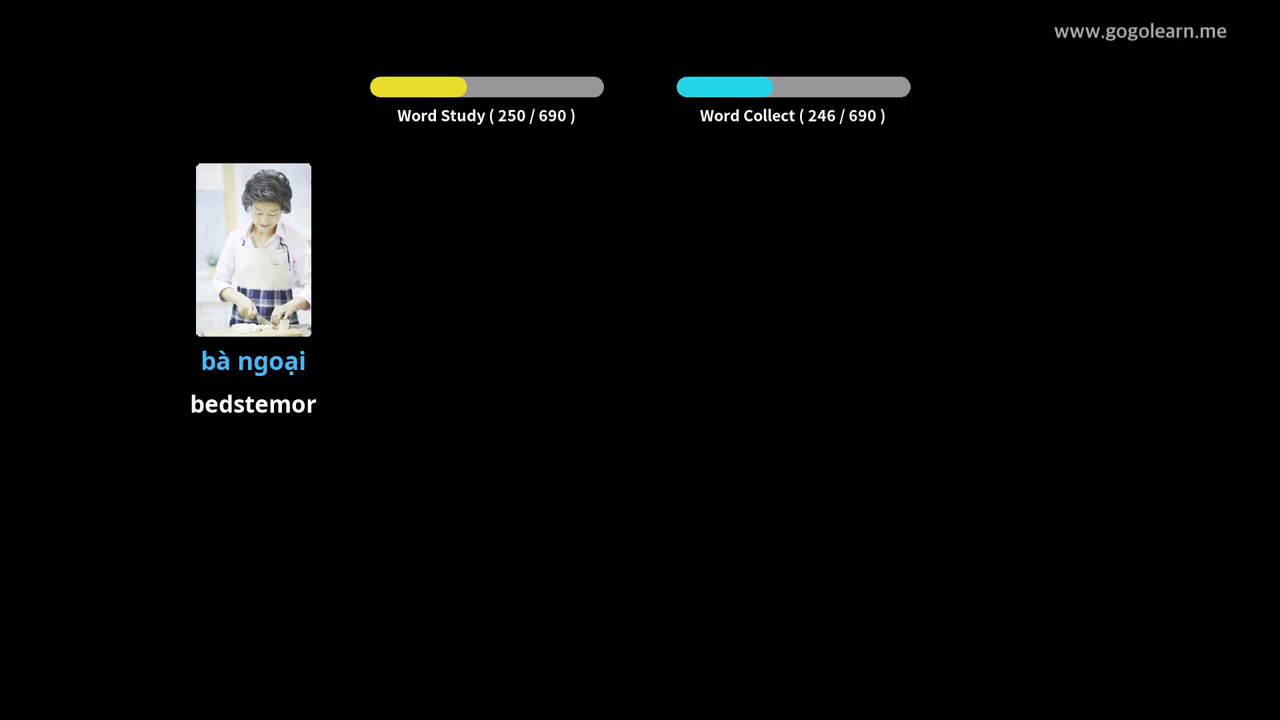 www.gogolearn.me
Word Study ( 250 / 690 )
Word Collect ( 246 / 690 )
bà ngoại
bedstemor